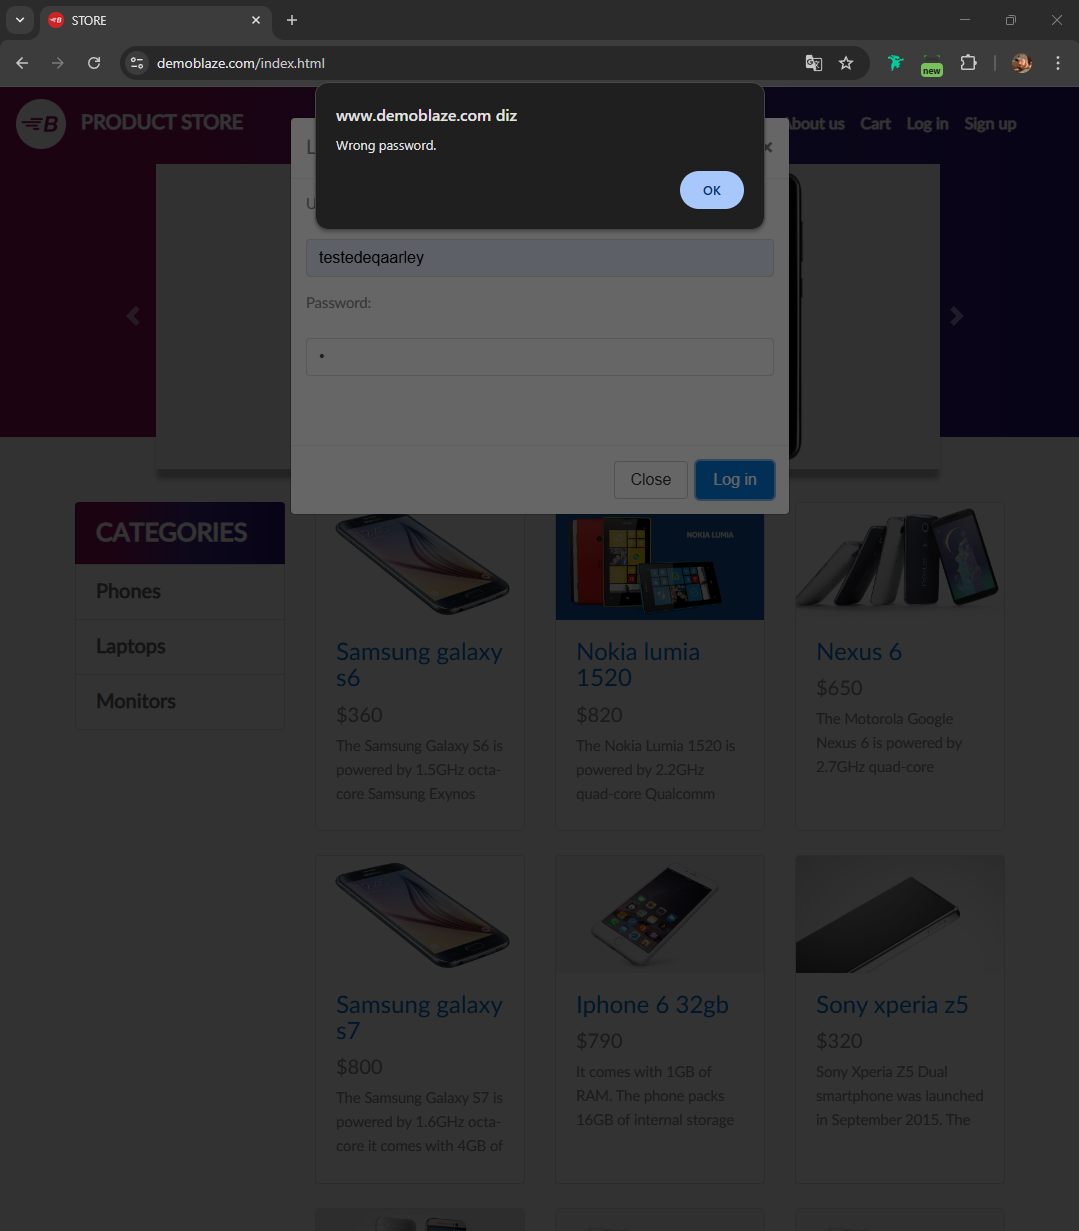 STORE
demoblaze.com/index.html
new
PRODUCT STORE
About us Cart Log in Sign up
www.demoblaze.com diz
Wrong password.
OK
testedeqaarley
Password:
•
Close Log in
CATEGORIES
Phones
Laptops
Monitors
NOKIA LUMIA
Samsung galaxy
s6
$360
The Samsung Galaxy S6 is
powered by 1.5GHz octa-
core Samsung Exynos
Nokia lumia
1520
$820
The Nokia Lumia 1520 is
powered by 2.2GHz
quad-core Qualcomm
Nexus 6
$650
The Motorola Google
Nexus 6 is powered by
2.7GHz quad-core
Samsung galaxy
s7
$800
The Samsung Galaxy S7 is
powered by 1.6GHz octa-
core it comes with 4GB of
Iphone 6 32gb
$790
It comes with 1GB of
RAM. The phone packs
16GB of internal storage
Sony xperia z5
$320
Sony Xperia Z5 Dual
smartphone was launched
in September 2015. The